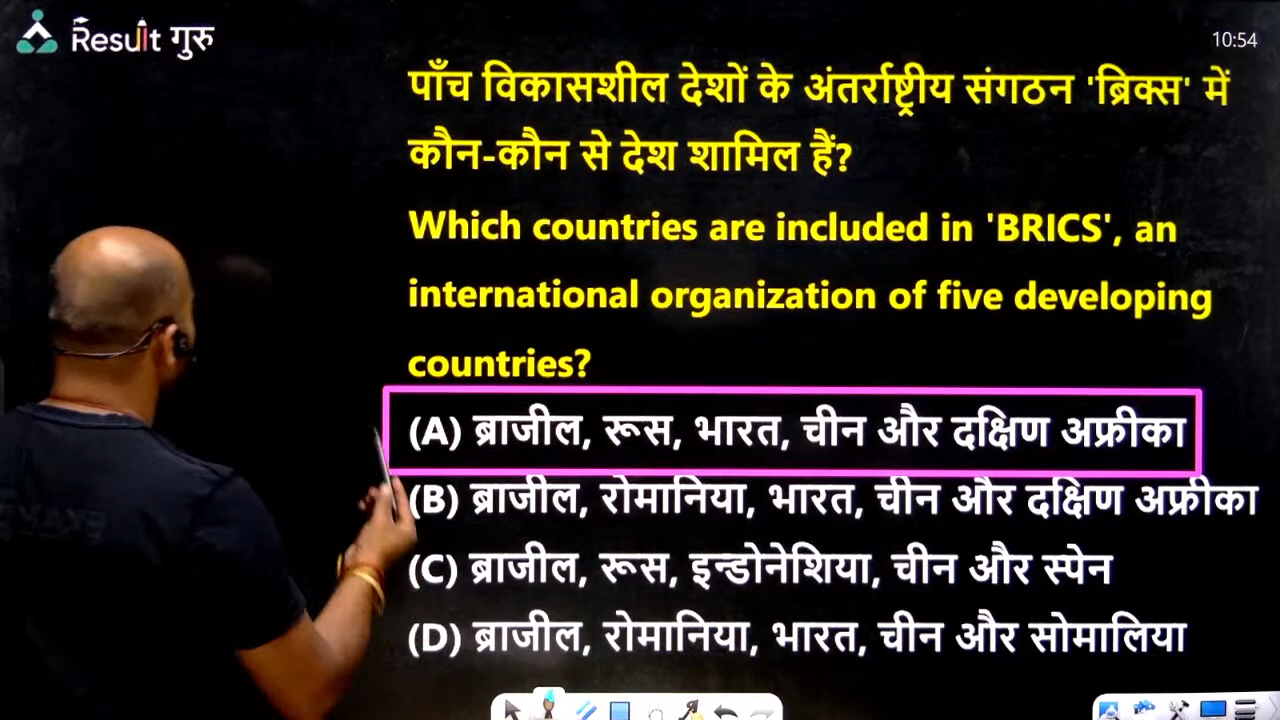 Result गुरु
10:54
पाँच विकासशील देशों के अंतर्राष्ट्रीय संगठन 'ब्रिक्स' में
कौन-कौन से देश शामिल हैं?
Which countries are included in 'BRICS', an
international organization of five developing
countries?
(A) ब्राजील, रूस, भारत, चीन और दक्षिण अफ्रीका
(B) ब्राजील, रोमानिया, भारत, चीन और दक्षिण अफ्रीका
(C) ब्राजील, रूस, इन्डोनेशिया, चीन और स्पेन
(D) ब्राजील, रोमानिया, भारत, चीन और सोमालिया